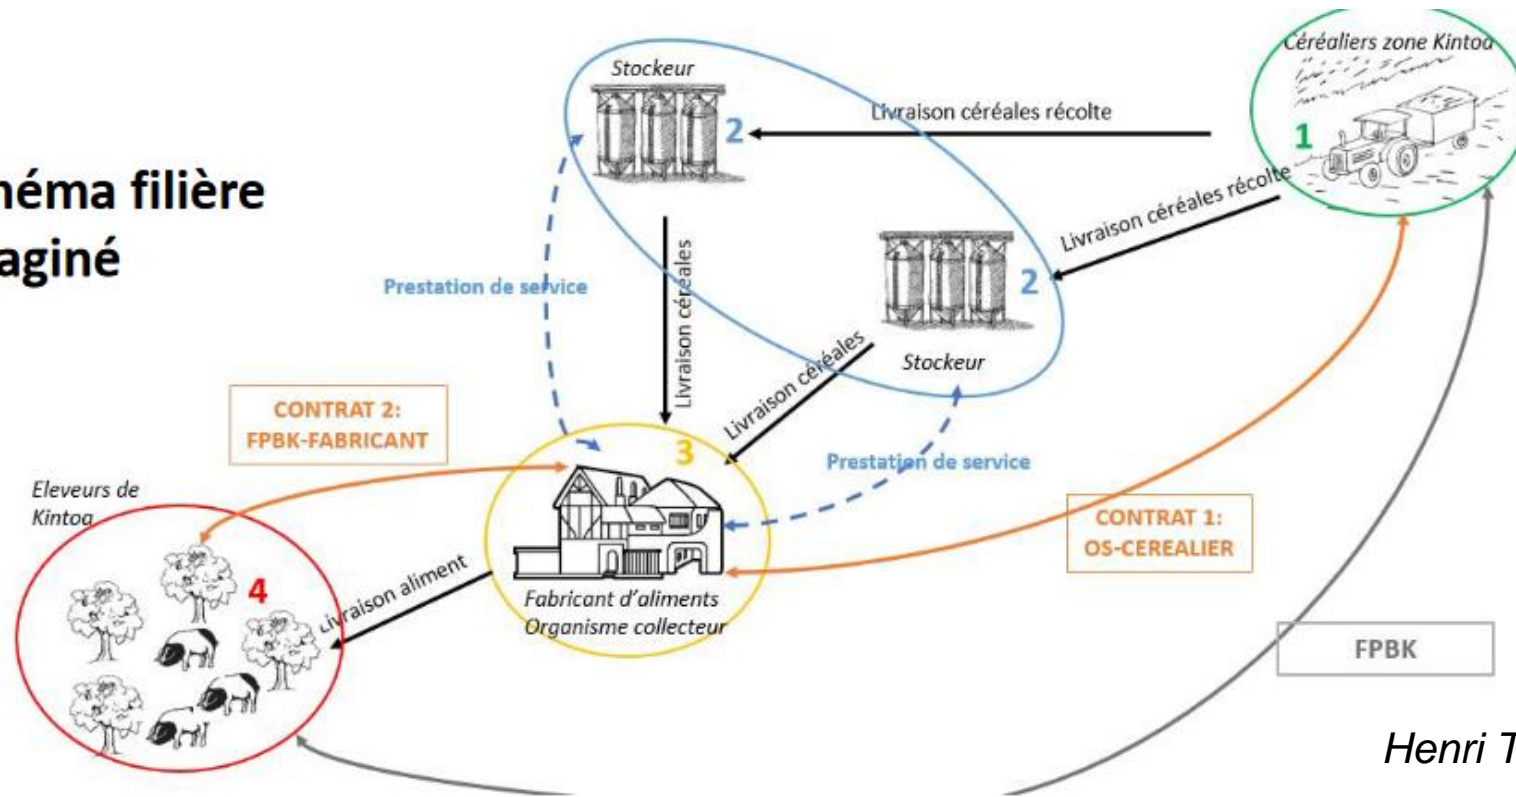 néma filière
aginé
Stockeur
2
Livraison céréales récolte
Céréaliers zone Kintoa
1
Livraison céréales récolte
2
Stockeur
Prestation de service
Livraison céréales
Livraison céréales
CONTRAT 2:
FPBK-FABRICANT
3
Prestation de service
Eleveurs de
Kintoa
4
Livraison aliment
Fabricant d'aliments
Organisme collecteur
CONTRAT 1:
OS-CEREALIER
FPBK
Henri T